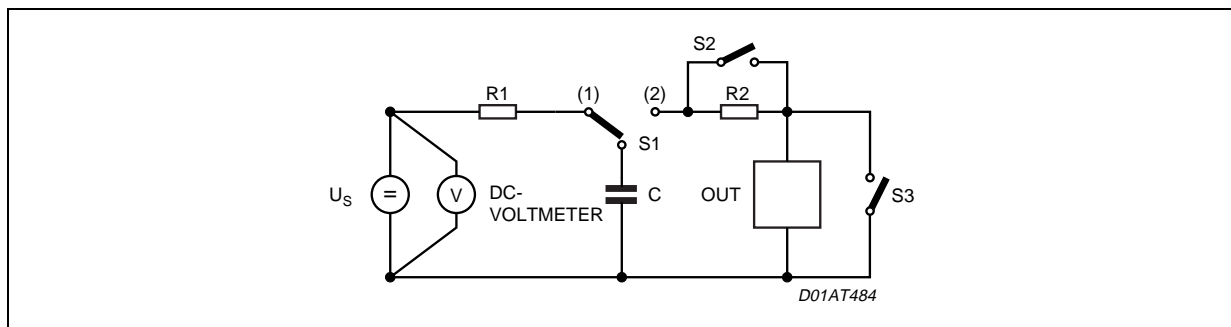 S2
R1
(1)
(2)
R2
S1
U_S
=
V
DC-
VOLTMETER
C
OUT
S3
D01AT484